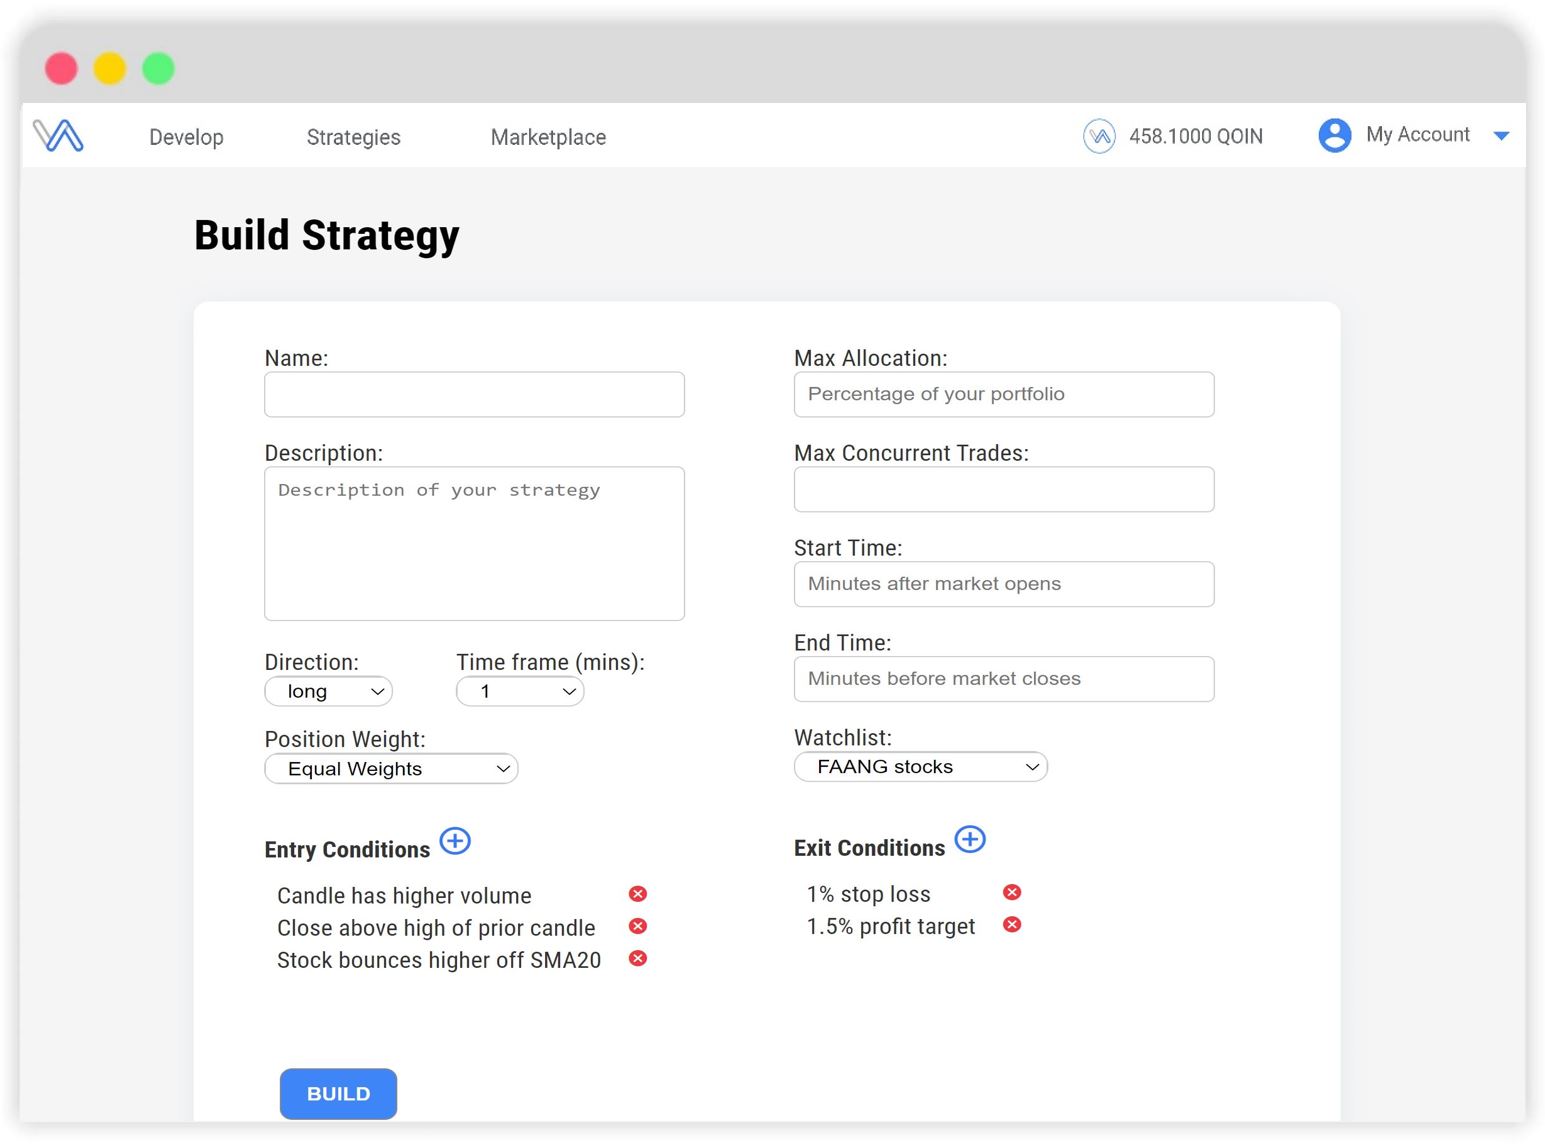 Develop
Strategies
Marketplace
458.1000 QOIN
My Account
Build Strategy
Name:
Description:
Description of your strategy
Direction:
Time frame (mins):
long
1
Position Weight:
Equal Weights
Max Allocation:
Percentage of your portfolio
Max Concurrent Trades:
Start Time:
Minutes after market opens
End Time:
Minutes before market closes
Watchlist:
FAANG stocks
Entry Conditions
Candle has higher volume
Close above high of prior candle
Stock bounces higher off SMA20
Exit Conditions
1% stop loss
1.5% profit target
BUILD